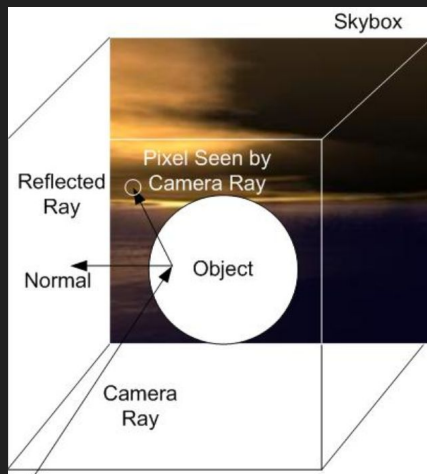 Skybox
Pixel Seen by
Camera Ray
Reflected
Ray
Normal
Object
Camera
Ray